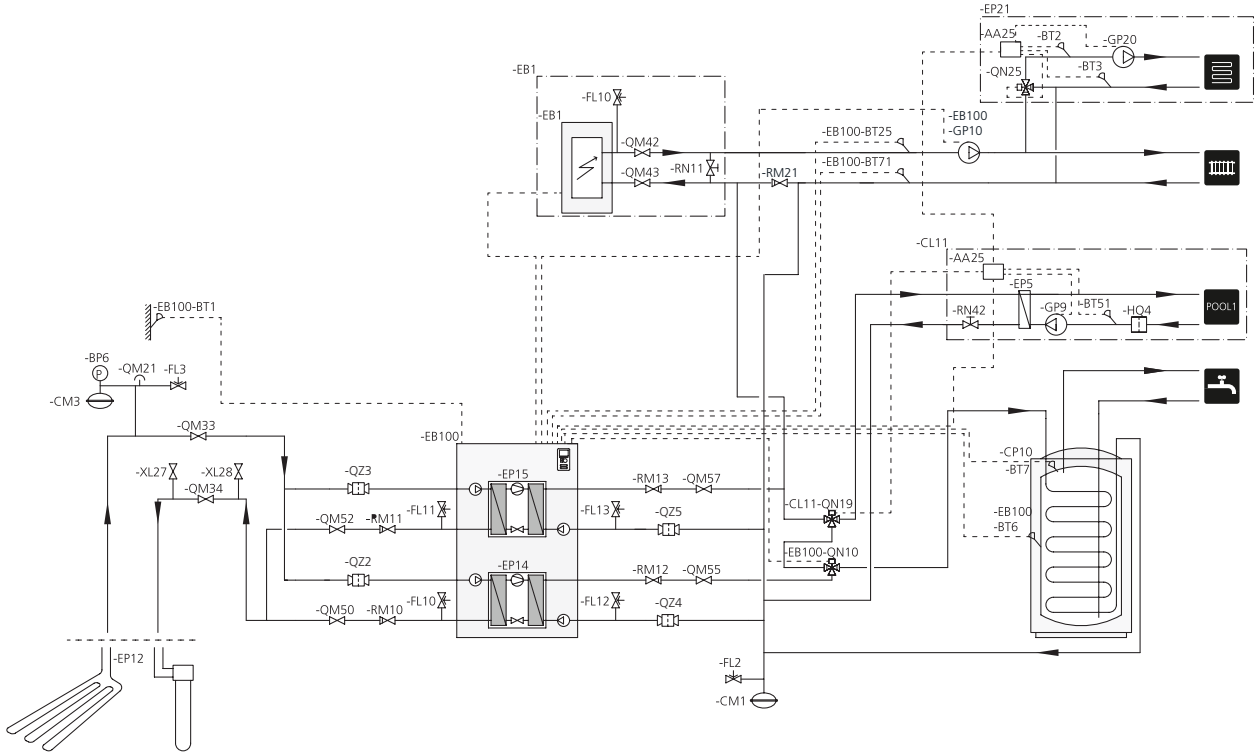 -EP21
-AA25
-BT2
-GP20
-BT3
-QN25
-EB1
-FL10
-EB1
-QM42
-RN11
-QM43
-EB100-BT25
-EB100
-GP10
-EB100-BT71
-RM21
-CL11
-AA25
-EP5
-RN42
-GP9
-BT51
-HQ4
POOL1
-EB100-BT1
-BP6
P
-QM21
-FL3
-CM3
-QM33
-XL27
-XL28
-QM34
-EB100
-QZ3
-EP15
-RM13
-QM57
-QM52
-RM11
-FL11
-FL13
-QZ5
-CL11-QN19
-CP10
-BT7
-EB100
-BT6
-QZ2
-EP14
-RM12
-QM55
-EB100-QN10
-QM50
-RM10
-FL10
-FL12
-QZ4
-EP12
-FL2
-CM1